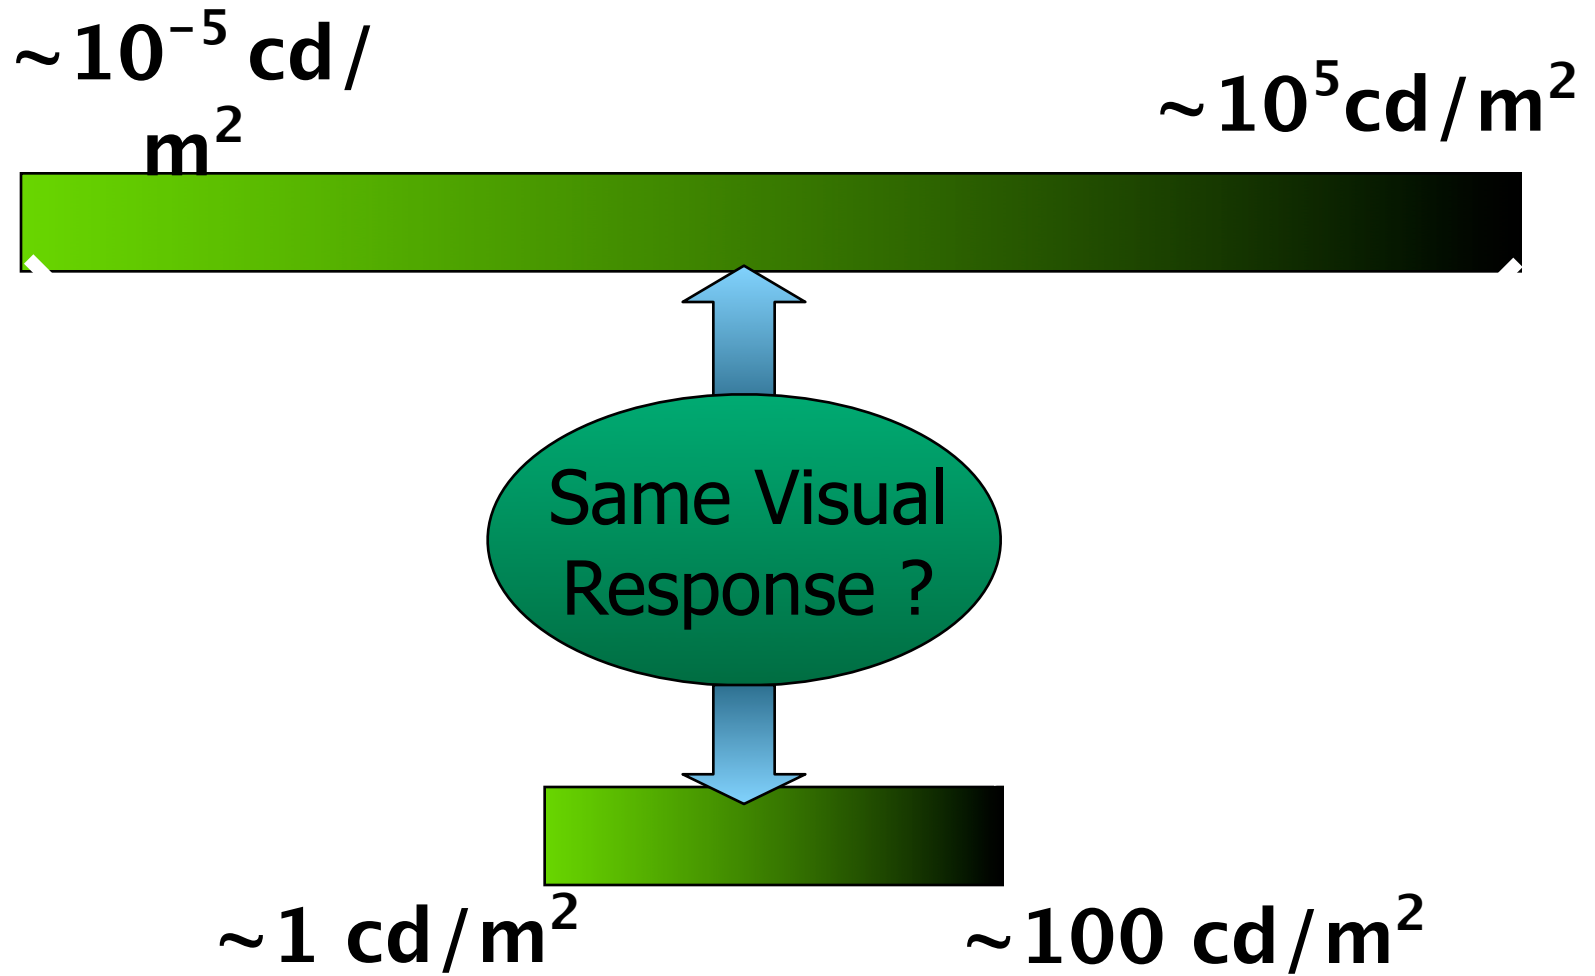 ~10⁻⁵ cd/
m²
~10⁵cd/m²
Same Visual
Response ?
~1 cd/m²
~100 cd/m²